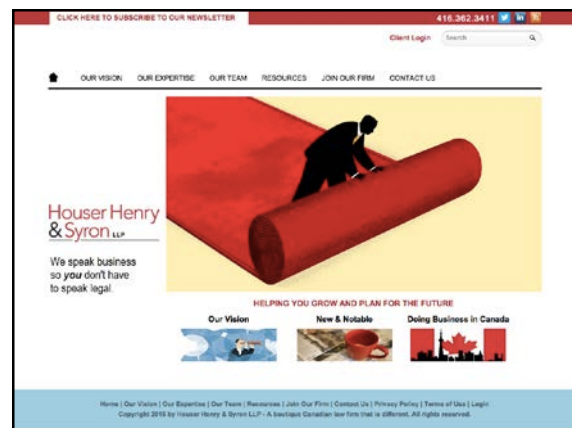 CLICK HERE TO SUBSCRIBE TO OUR NEWSLETTER
416.362.3411
Client Login
Search
OUR VISION OUR EXPERTISE OUR TEAM RESOURCES JOIN OUR FIRM CONTACT US
Houser Henry
& Syron LLP
We speak business
so you don't have
to speak legal.
HELPING YOU GROW AND PLAN FOR THE FUTURE
Our Vision
New & Notable
Doing Business in Canada
Home | Our Vision | Our Expertise | Our Team | Resources | Join Our Firm | Contact Us | Privacy Policy | Terms of Use | Login
Copyright 2016 by Houser Henry & Syron LLP - A boutique Canadian law firm that is different. All rights reserved.